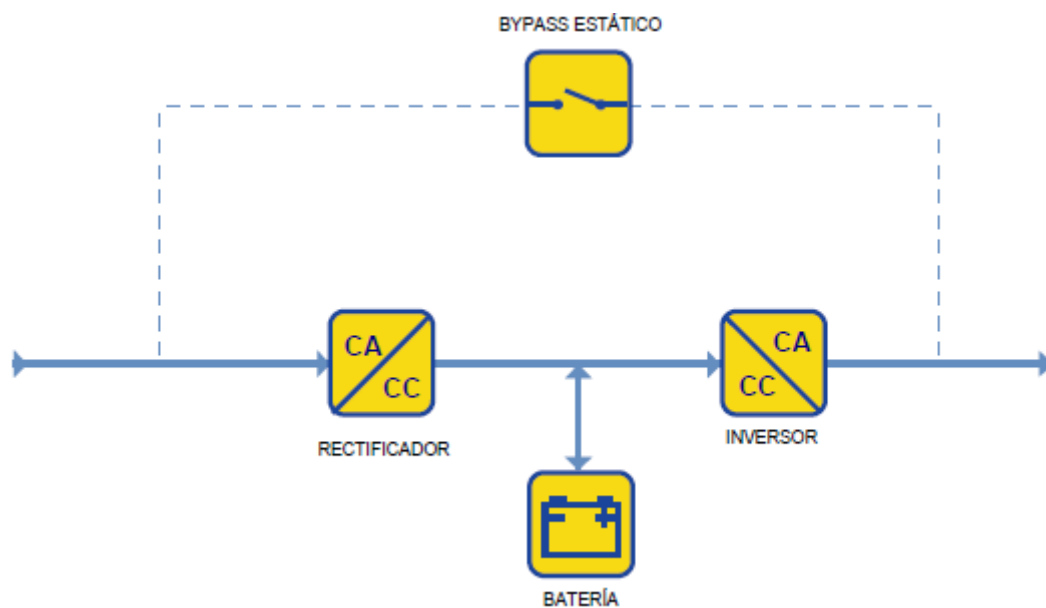 BYPASS ESTÁTICO
CA
CC
RECTIFICADOR
CA
CC
INVERSOR
BATERÍA